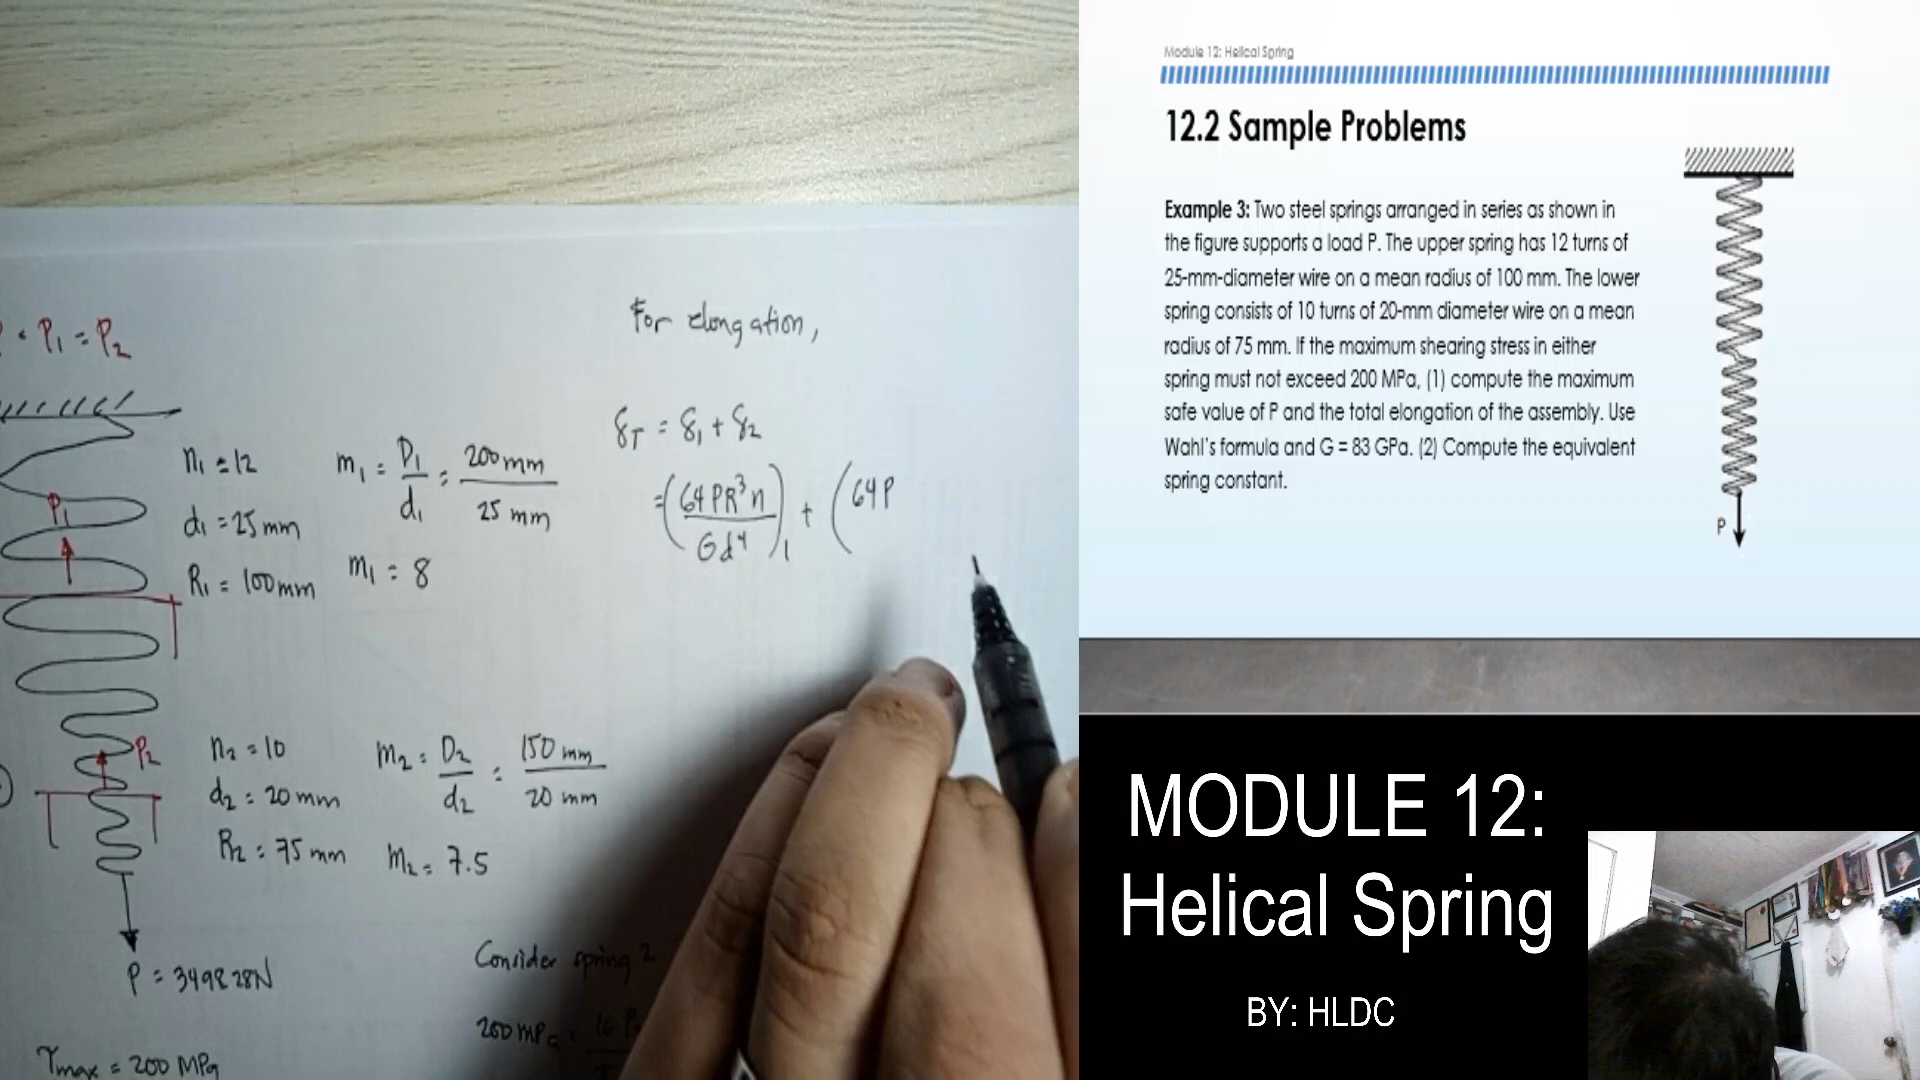 P₁ = P₂
n₁ = 12
d₁ = 25 mm
R₁ = 100 mm
m₁ = D₁/d₁ = 200 mm/25 mm
m₁ = 8
P₁
For elongation,
δT = δ₁ + δ₂
= (64PR³n/Gd⁴)₁ + (64P
P₂
n₂ = 10
d₂ = 20 mm
R₂ = 75 mm
m₂ = D₂/d₂ = 150 mm/20 mm
m₂ = 7.5
P = 3498.28N
τmax = 200 MPa
Consider spring 2
200 MPa =
Module 12: Helical Spring
12.2 Sample Problems
Example 3: Two steel springs arranged in series as shown in
the figure supports a load P. The upper spring has 12 turns of
25-mm-diameter wire on a mean radius of 100 mm. The lower
spring consists of 10 turns of 20-mm diameter wire on a mean
radius of 75 mm. If the maximum shearing stress in either
spring must not exceed 200 MPa, (1) compute the maximum
safe value of P and the total elongation of the assembly. Use
Wahl's formula and G = 83 GPa. (2) Compute the equivalent
spring constant.
P
MODULE 12:
Helical Spring
BY: HLDC